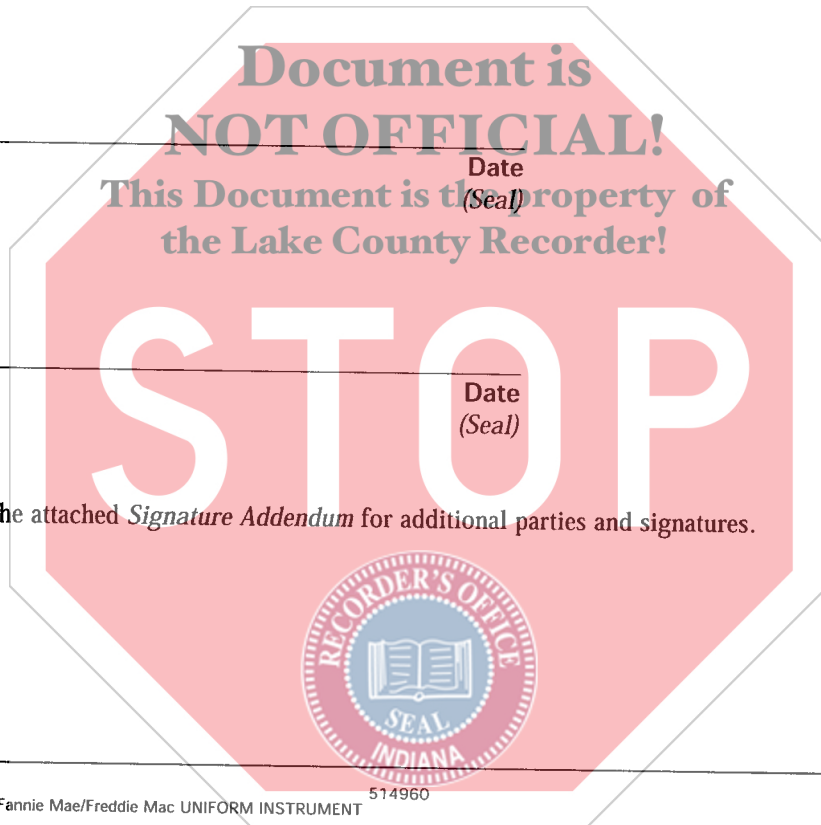 Document is
NOT OFFICIAL!
Date
This Document is the property of
(Seal)
the Lake County Recorder!
STOP
Date
(Seal)
he attached Signature Addendum for additional parties and signatures.
RECORDER'S OFFICE
SEAL
INDIANA
514960
Fannie Mae/Freddie Mac UNIFORM INSTRUMENT